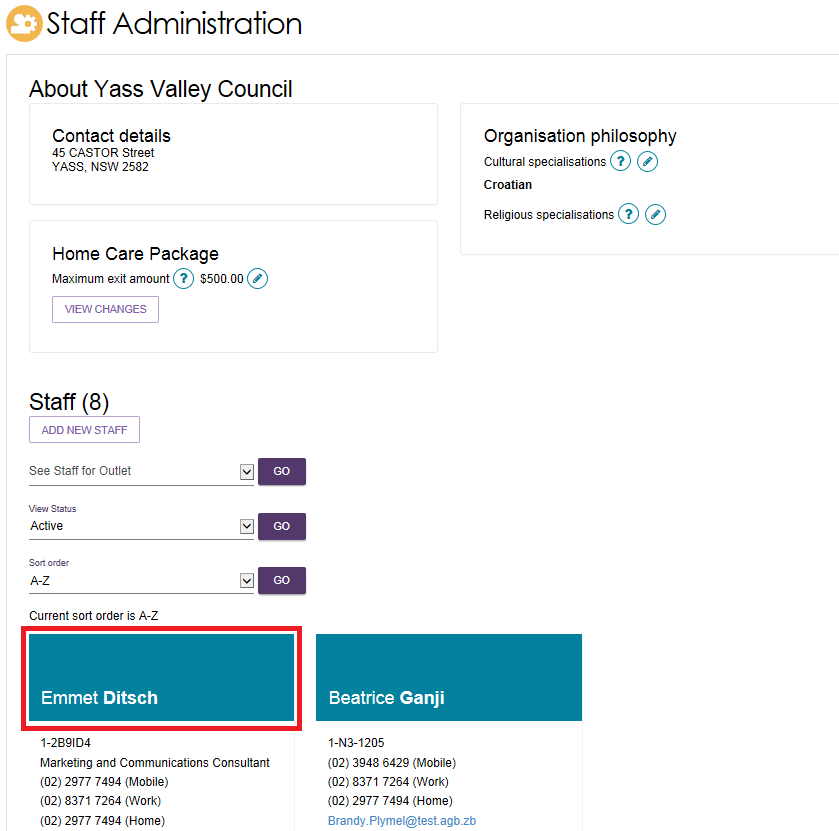 Staff Administration
About Yass Valley Council
Contact details
45 CASTOR Street
YASS, NSW 2582
Organisation philosophy
Cultural specialisations ?
Croatian
Religious specialisations ?
Home Care Package
Maximum exit amount ? $500.00
VIEW CHANGES
Staff (8)
ADD NEW STAFF
See Staff for Outlet GO
View Status
Active GO
Sort order
A-Z GO
Current sort order is A-Z
Emmet Ditsch
1-2B9ID4
Marketing and Communications Consultant
(02) 2977 7494 (Mobile)
(02) 8371 7264 (Work)
(02) 2977 7494 (Home)
Beatrice Ganji
1-N3-1205
(02) 3948 6429 (Mobile)
(02) 8371 7264 (Work)
(02) 2977 7494 (Home)
Brandy.Plymel@test.agb.zb